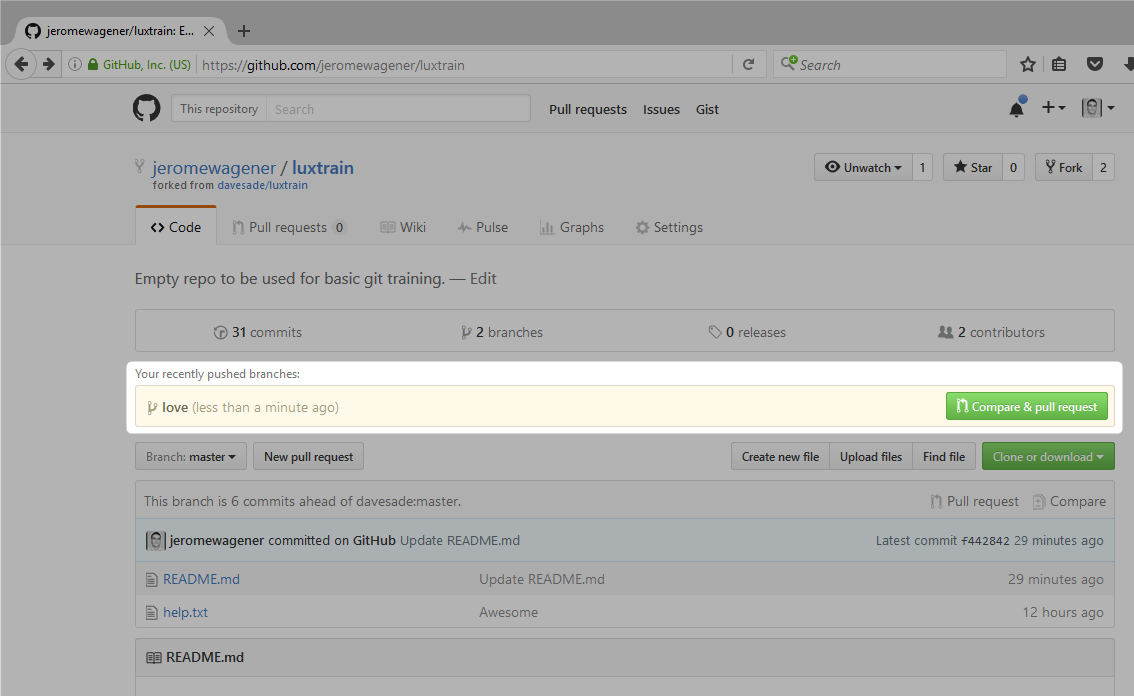 jeromewagener/luxtrain: E...
GitHub, Inc. (US) https://github.com/jeromewagener/luxtrain Search
This repository Search Pull requests Issues Gist
jeromewagener / luxtrain Unwatch 1 Star 0 Fork 2
forked from davesade/luxtrain
Code Pull requests 0 Wiki Pulse Graphs Settings
Empty repo to be used for basic git training. — Edit
31 commits 2 branches 0 releases 2 contributors
Your recently pushed branches:
love (less than a minute ago) Compare & pull request
Branch: master New pull request Create new file Upload files Find file Clone or download
This branch is 6 commits ahead of davesade:master. Pull request Compare
jeromewagener committed on GitHub Update README.md Latest commit f442842 29 minutes ago
README.md Update README.md 29 minutes ago
help.txt Awesome 12 hours ago
README.md